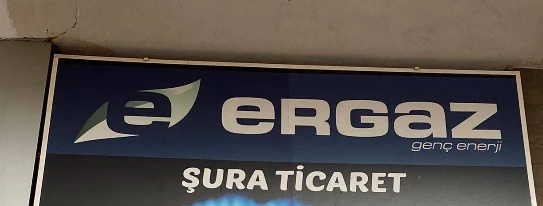 e ERGaz
genç enerji
ŞURA TİCARET